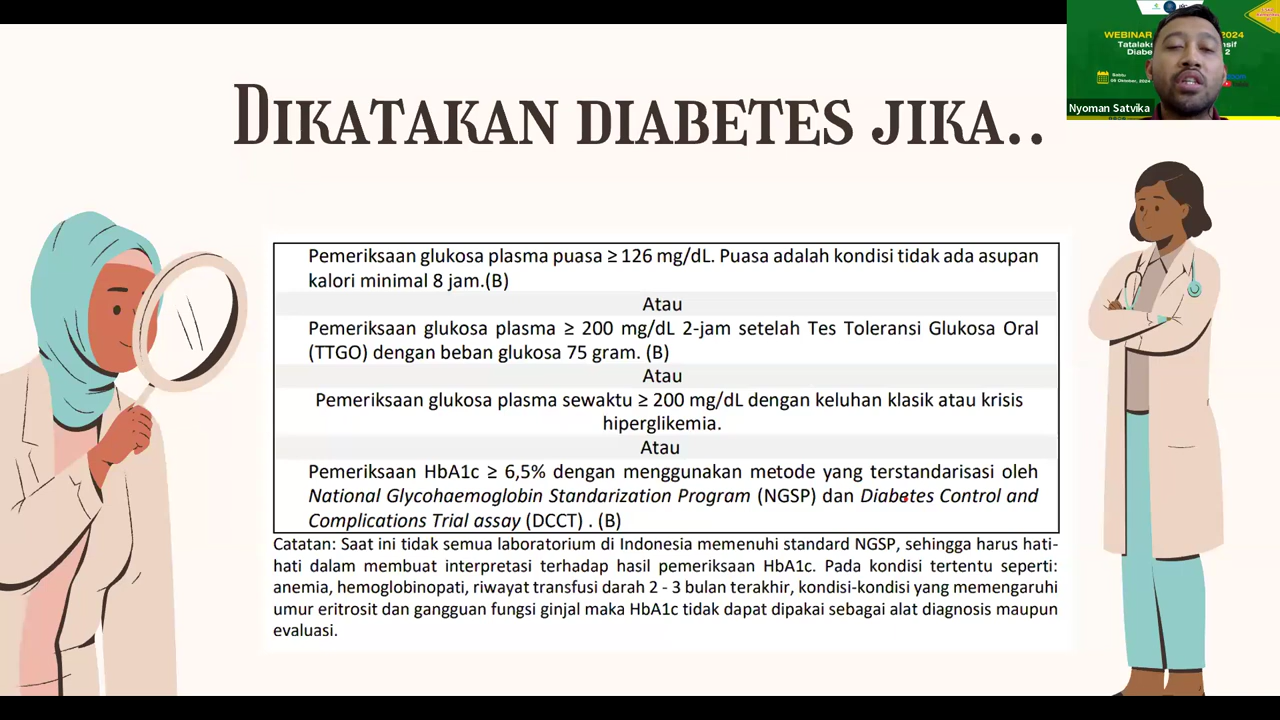 DIKATAKAN DIABETES JIKA..
Pemeriksaan glukosa plasma puasa ≥ 126 mg/dL. Puasa adalah kondisi tidak ada asupan
kalori minimal 8 jam.(B)
Atau
Pemeriksaan glukosa plasma ≥ 200 mg/dL 2-jam setelah Tes Toleransi Glukosa Oral
(TTGO) dengan beban glukosa 75 gram. (B)
Atau
Pemeriksaan glukosa plasma sewaktu ≥ 200 mg/dL dengan keluhan klasik atau krisis
hiperglikemia.
Atau
Pemeriksaan HbA1c ≥ 6,5% dengan menggunakan metode yang terstandarisasi oleh
National Glycohaemoglobin Standarization Program (NGSP) dan Diabetes Control and
Complications Trial assay (DCCT) . (B)
Catatan: Saat ini tidak semua laboratorium di Indonesia memenuhi standard NGSP, sehingga harus hati-
hati dalam membuat interpretasi terhadap hasil pemeriksaan HbA1c. Pada kondisi tertentu seperti:
anemia, hemoglobinopati, riwayat transfusi darah 2 - 3 bulan terakhir, kondisi-kondisi yang memengaruhi
umur eritrosit dan gangguan fungsi ginjal maka HbA1c tidak dapat dipakai sebagai alat diagnosis maupun
evaluasi.
WEBINAR 2024
Sabtu
Nyoman Satvika